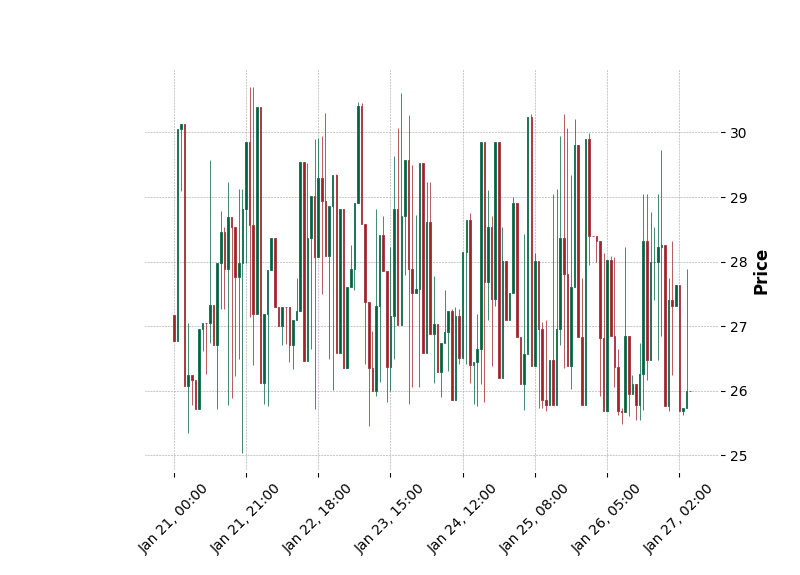 30
29
28
27
26
25
Price
Jan 21, 00:00
Jan 21, 21:00
Jan 22, 18:00
Jan 23, 15:00
Jan 24, 12:00
Jan 25, 08:00
Jan 26, 05:00
Jan 27, 02:00